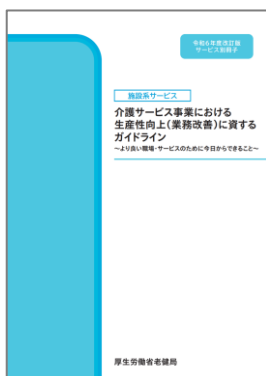 令和6年度改訂版
サービス別冊子
施設系サービス
介護サービス事業における
生産性向上(業務改善)に資する
ガイドライン
~より良い職場・サービスのために今日からできること~
厚生労働省老健局